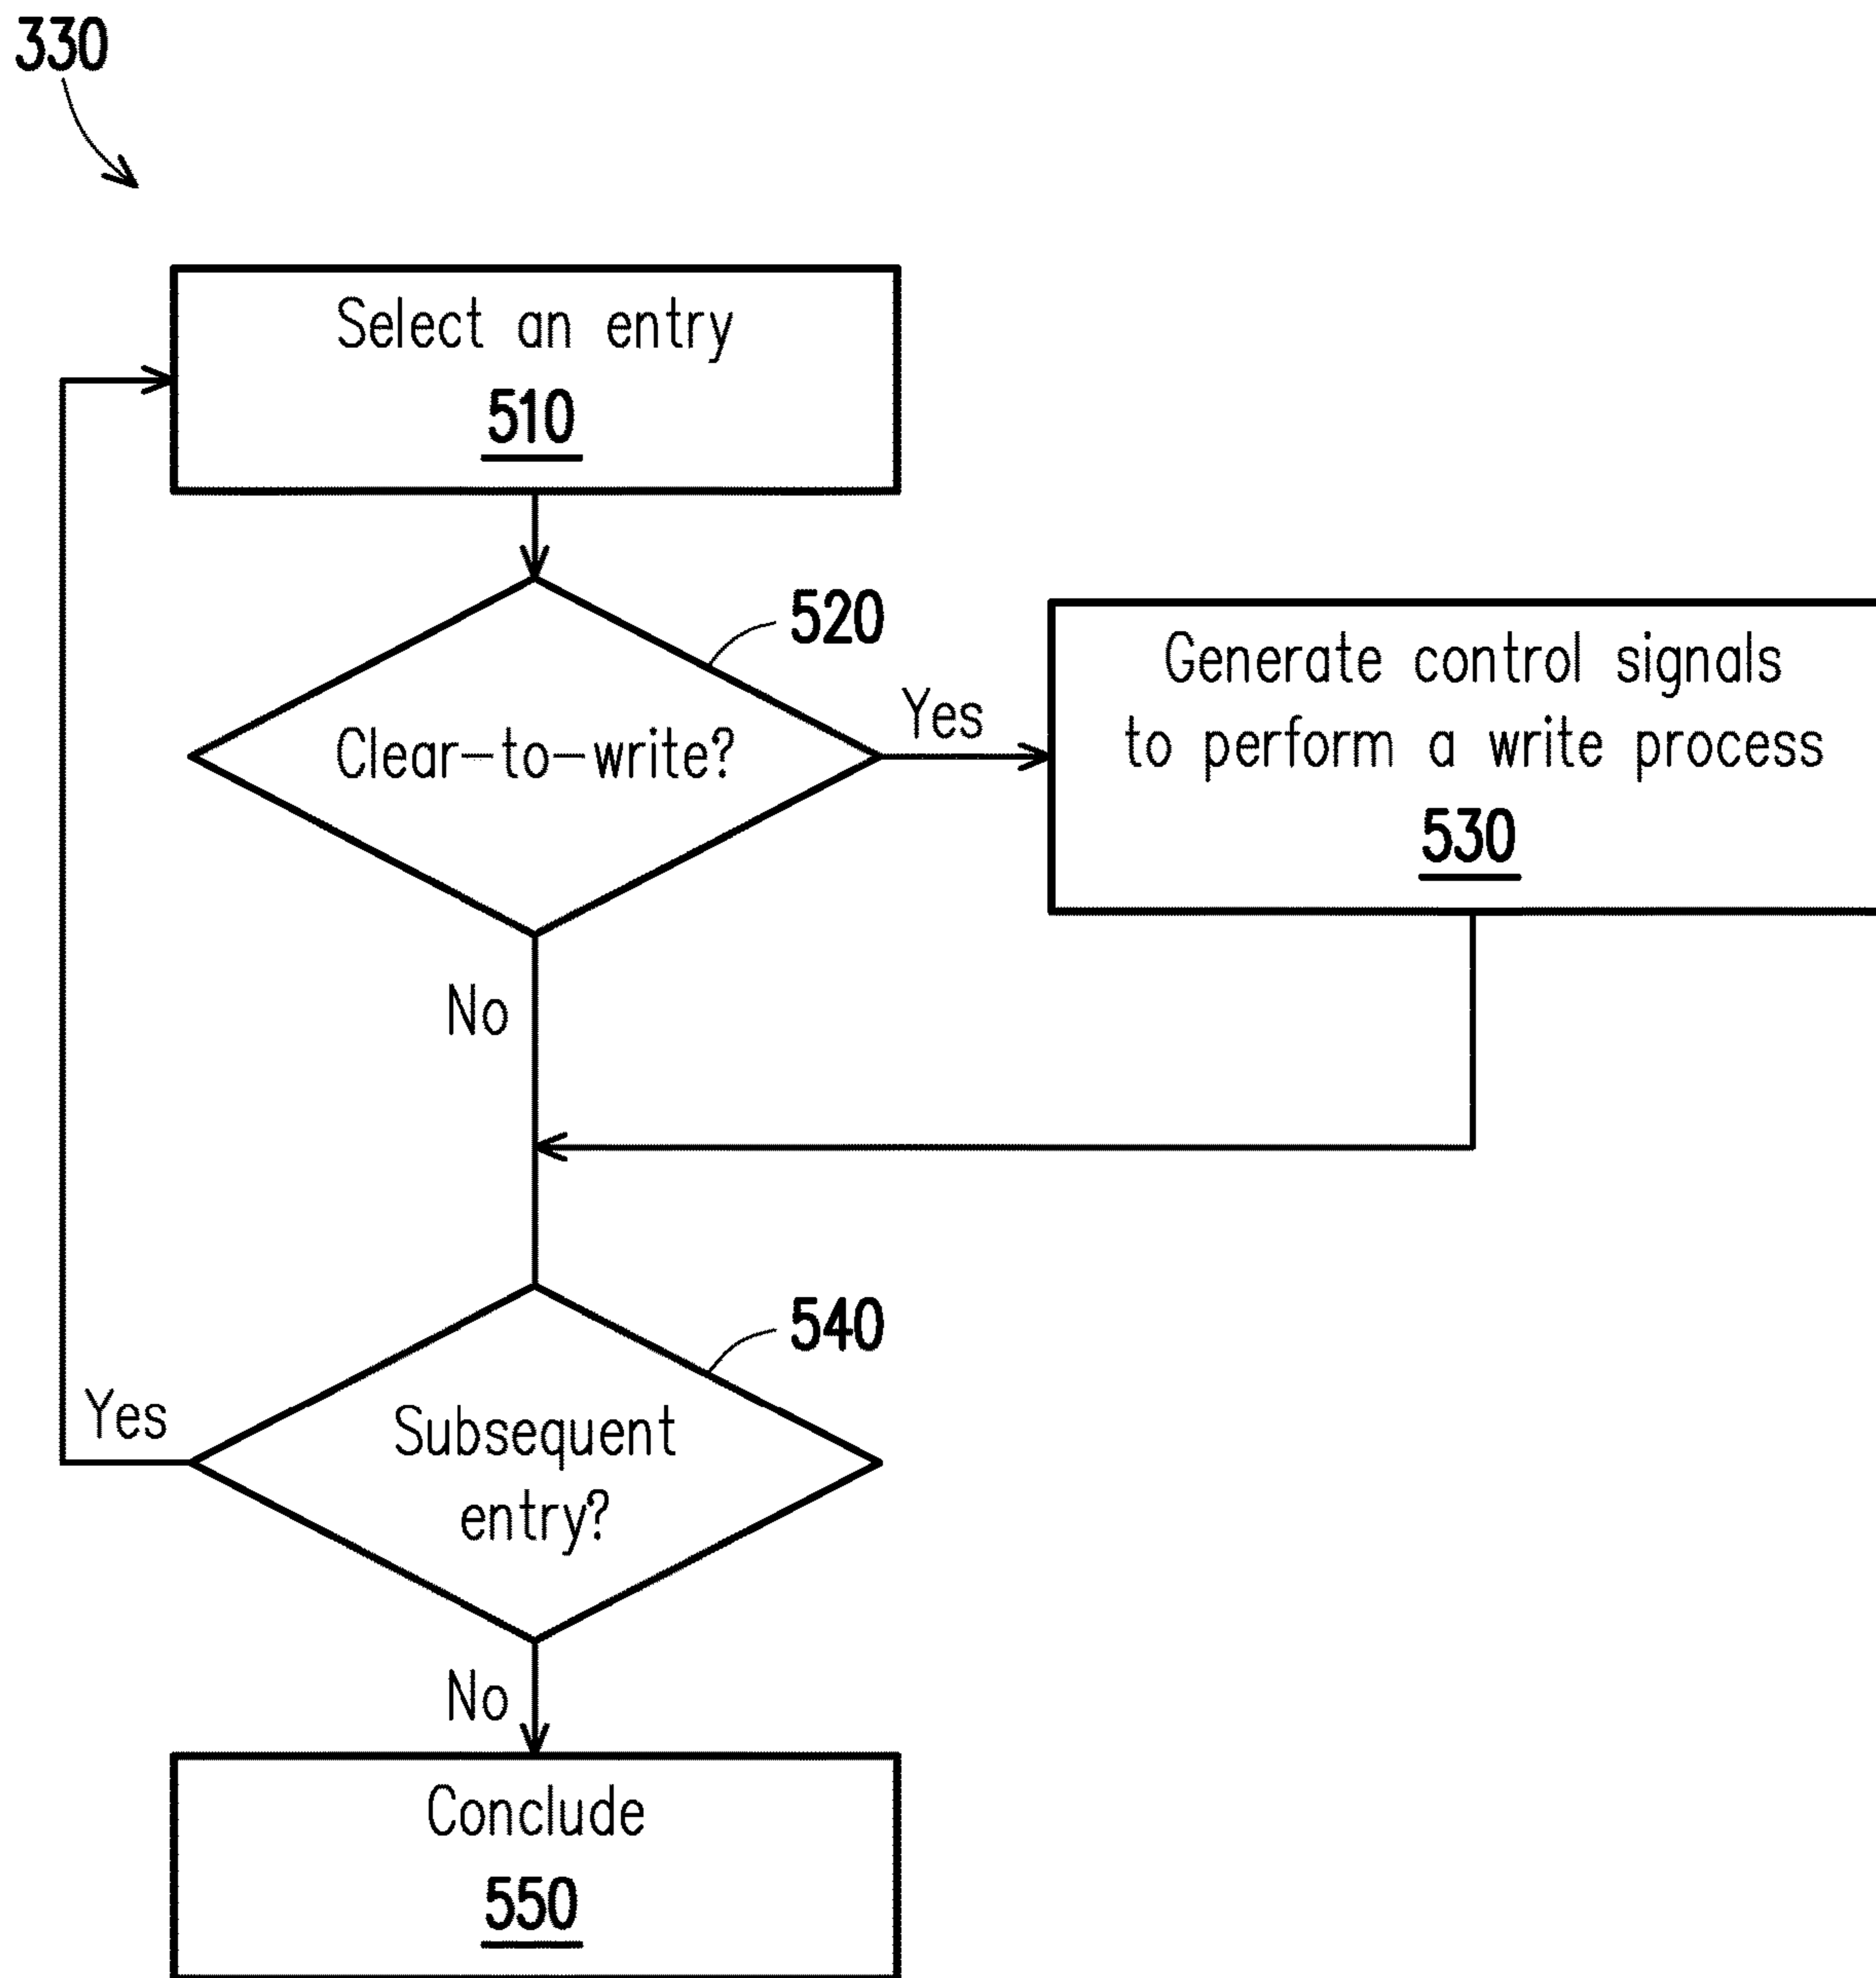 330
Select an entry
510
520
Clear-to-write?
Yes
Generate control signals
to perform a write process
530
No
540
Yes
Subsequent
entry?
No
Conclude
550